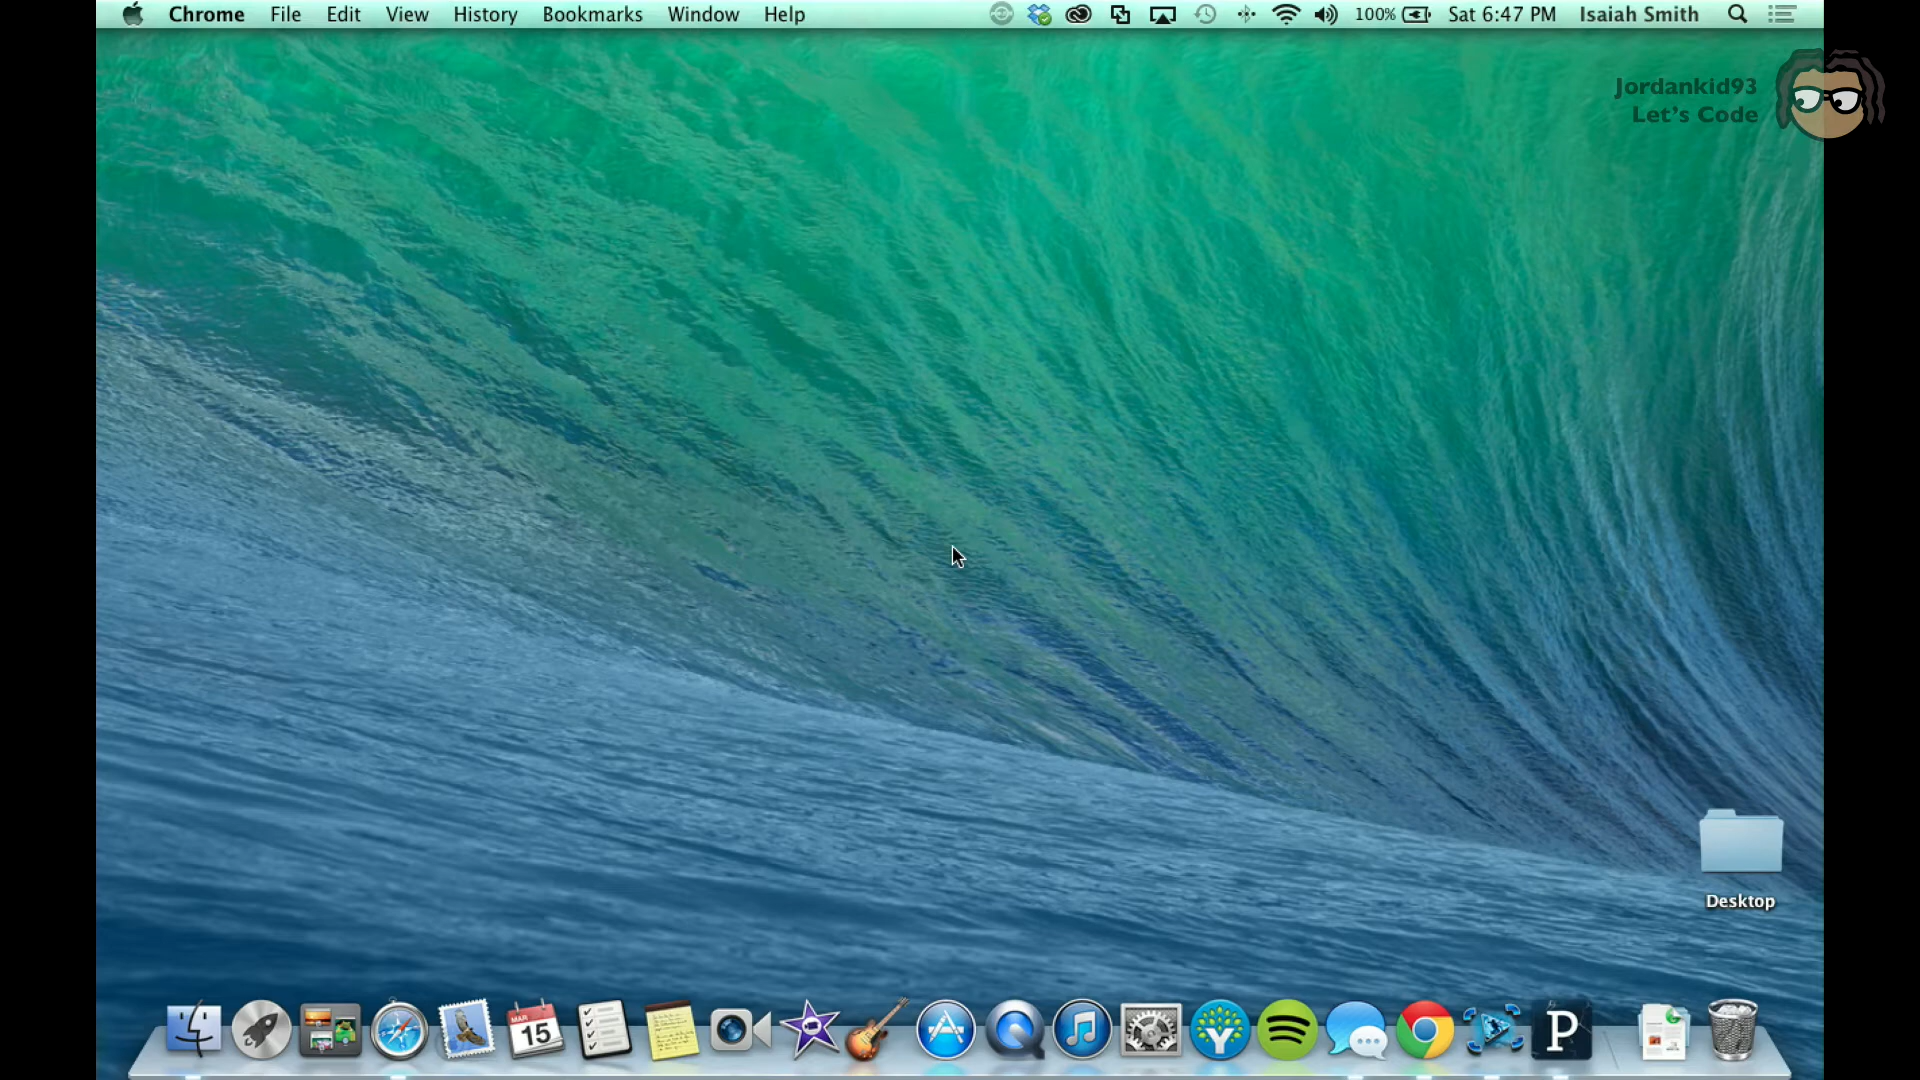 Chrome File Edit View History Bookmarks Window Help 100% Sat 6:47 PM Isaiah Smith
Jordankid93
Let's Code
Desktop
MAR
15
P